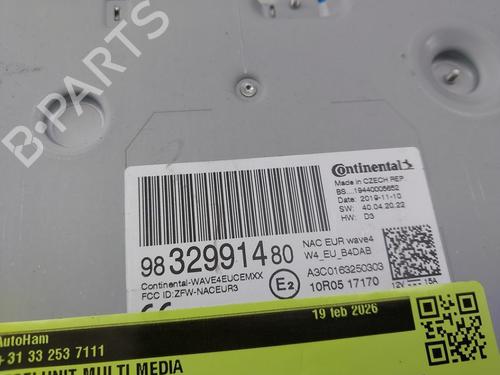 B-PARTS
Continental
Made in CZECH REP
BS....19440005652
Date: 2019-11-10
SW: 40.04.20.22
HW: D3
98 329914 80
NAC EUR wave4
W4_EU_B4DAB
Continental-WAVE4EUCEMXX
FCC ID:ZFW-NACEUR3
E2
A3C0163250303
10R05 17170
12V 15A
AutoHam
+31 33 253 7111
19 feb 2026
MULTI MEDIA